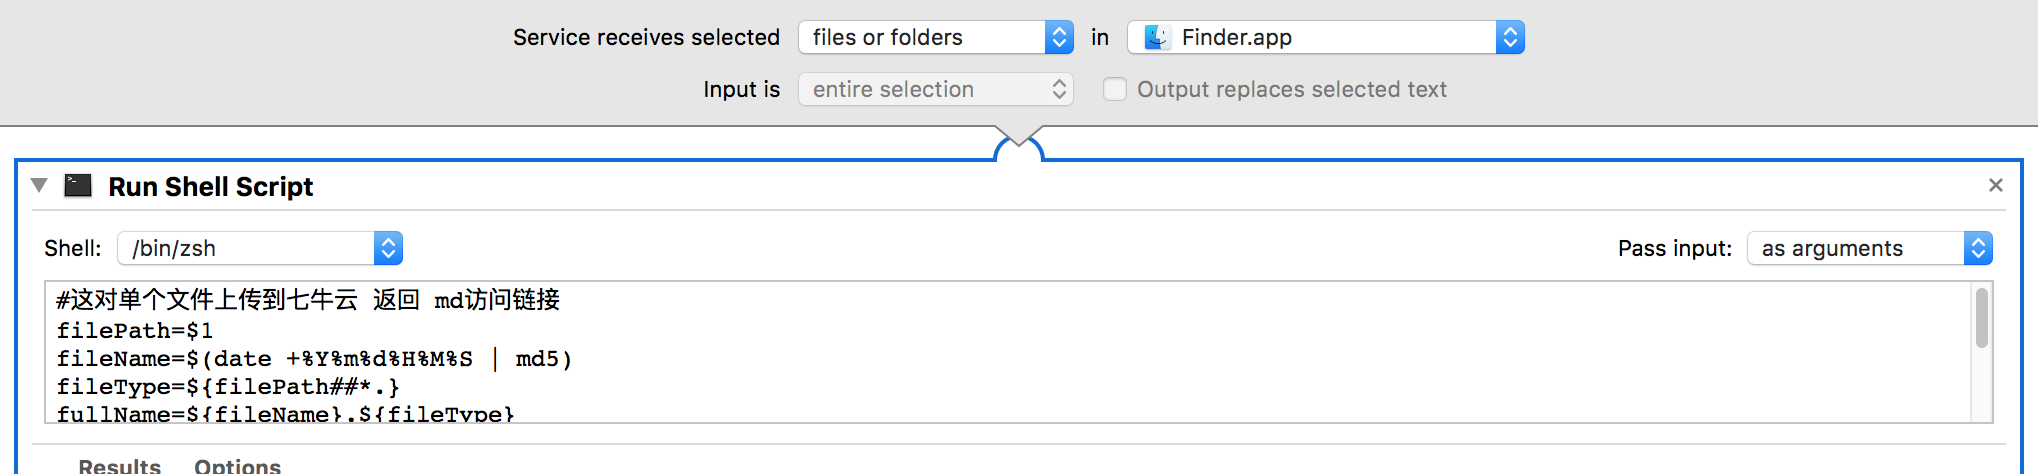 Service receives selected files or folders in Finder.app
Input is entire selection Output replaces selected text
Run Shell Script
Shell: /bin/zsh Pass input: as arguments
#这对单个文件上传到七牛云 返回 md访问链接
filePath=$1
fileName=$(date +%Y%m%d%H%M%S | md5)
fileType=${filePath##*.}
fullName=${fileName}.${fileType}
Results Options